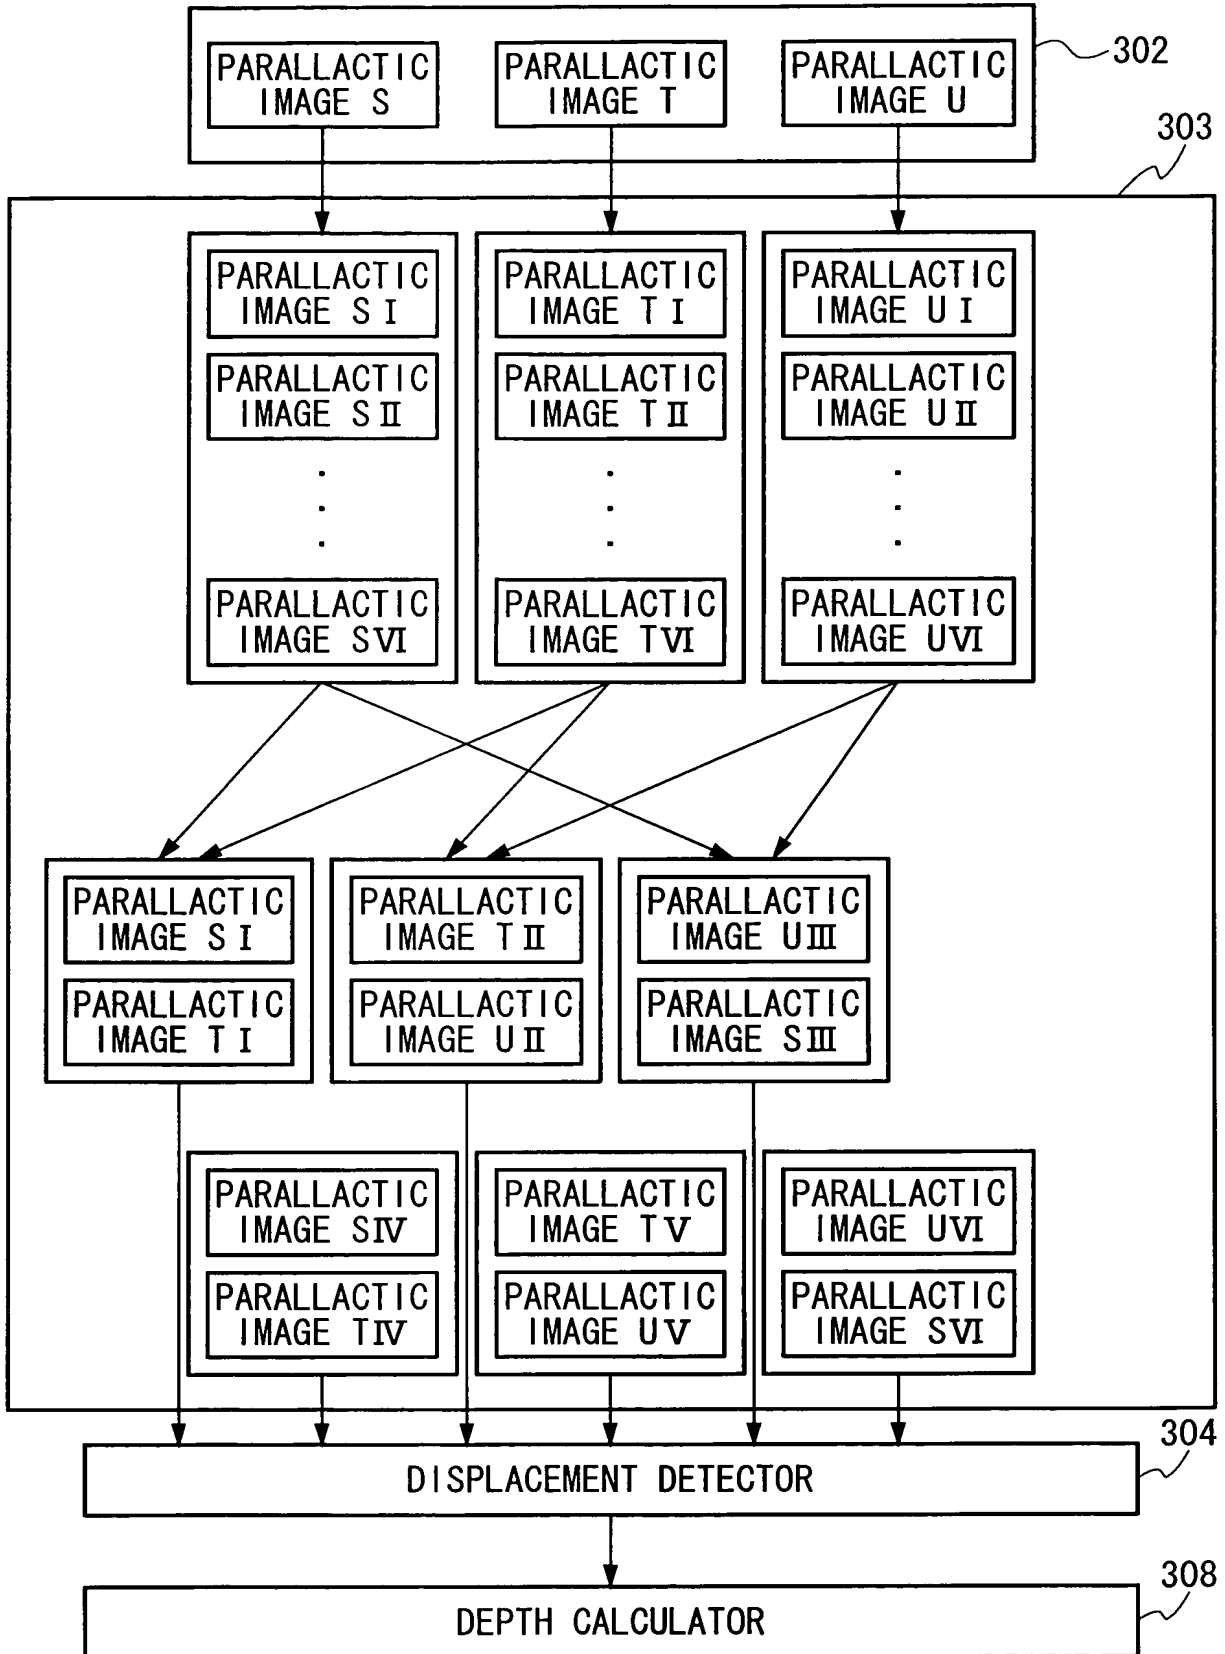 PARALLACTIC
IMAGE S
PARALLACTIC
IMAGE T
PARALLACTIC
IMAGE U
302
303
PARALLACTIC
IMAGE S I
PARALLACTIC
IMAGE T I
PARALLACTIC
IMAGE U I
PARALLACTIC
IMAGE S II
PARALLACTIC
IMAGE T II
PARALLACTIC
IMAGE U II
PARALLACTIC
IMAGE S VI
PARALLACTIC
IMAGE T VI
PARALLACTIC
IMAGE U VI
PARALLACTIC
IMAGE S I
PARALLACTIC
IMAGE T II
PARALLACTIC
IMAGE U III
PARALLACTIC
IMAGE T I
PARALLACTIC
IMAGE U II
PARALLACTIC
IMAGE S III
PARALLACTIC
IMAGE S IV
PARALLACTIC
IMAGE T V
PARALLACTIC
IMAGE U VI
PARALLACTIC
IMAGE T IV
PARALLACTIC
IMAGE U V
PARALLACTIC
IMAGE S VI
304
DISPLACEMENT DETECTOR
308
DEPTH CALCULATOR